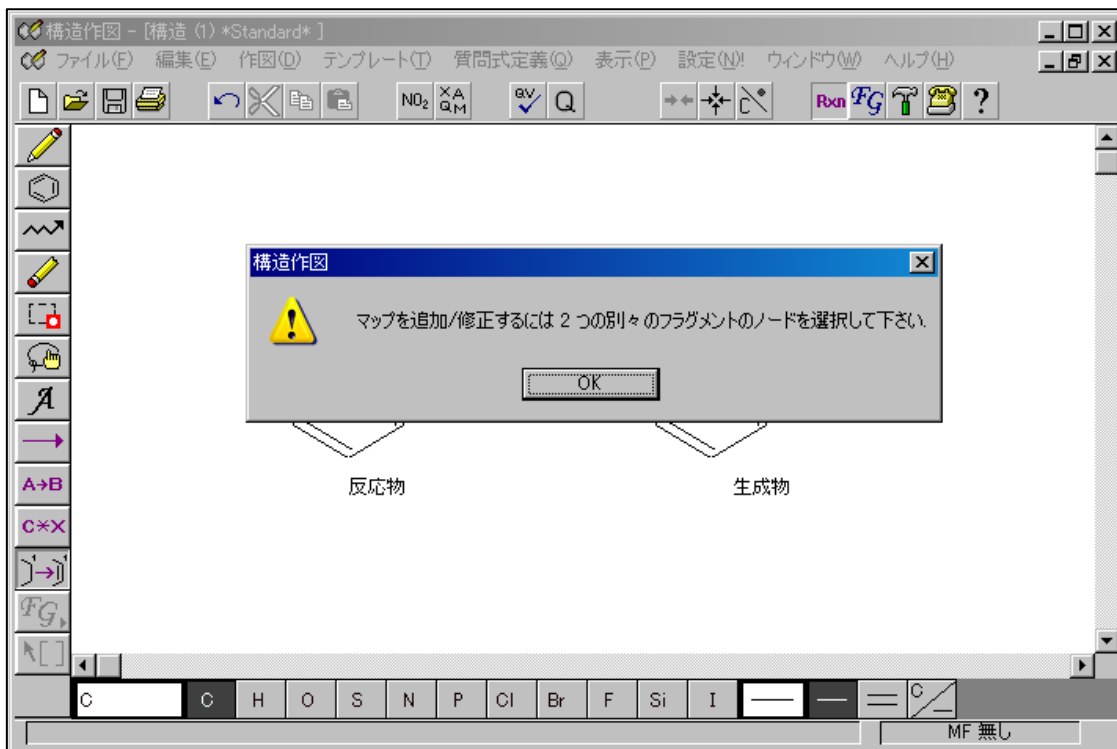 構造作図 - [構造 (1) *Standard* ]
ファイル(F) 編集(E) 作図(D) テンプレート(T) 質問式定義(Q) 表示(P) 設定(N)! ウィンドウ(W) ヘルプ(H)
NO₂ X A Q M QV Q C Rxn FG ?
構造作図
マップを追加/修正するには 2 つの別々のフラグメントのノードを選択して下さい.
OK
A
A→B
反応物 生成物
C*X
FG
C C H O S N P Cl Br F Si I C
MF 無し